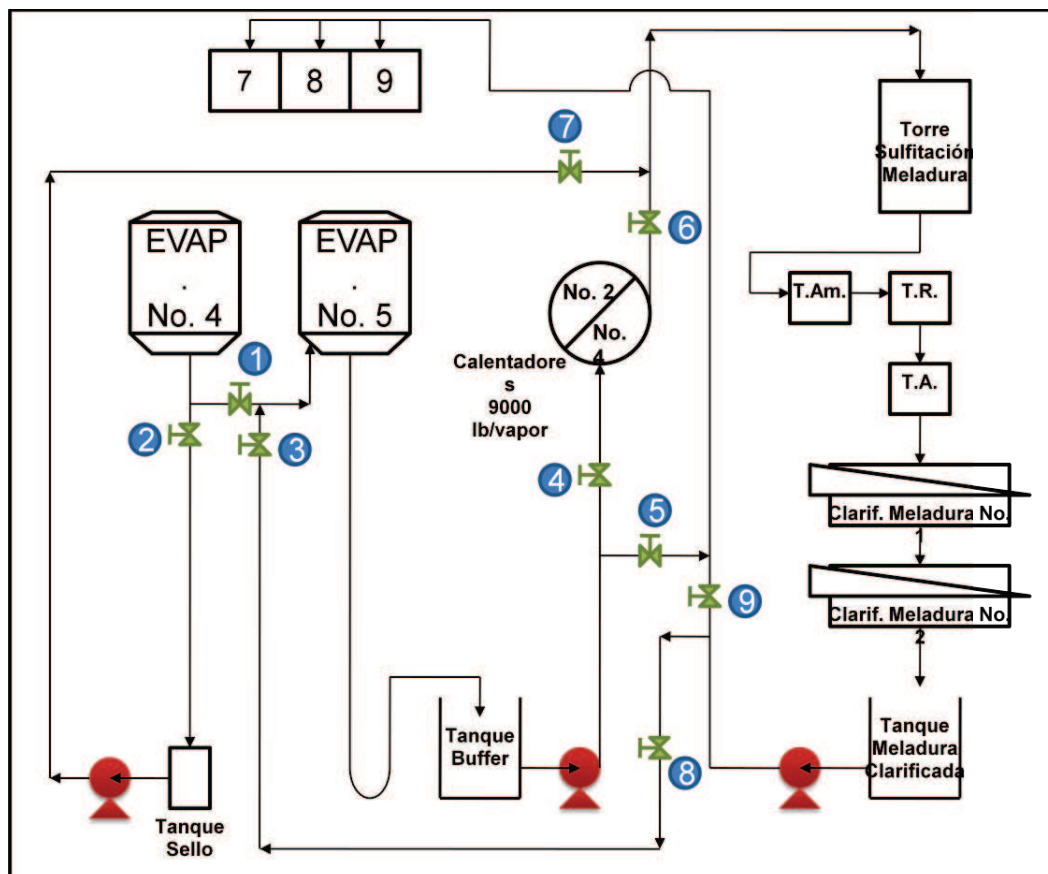 7 8 9
7
Torre
Sulfitación
Meladura
6
EVAP
.
No. 4
EVAP
.
No. 5
No. 2
No.
4
T.Am.
T.R.
Calentadore
s
9000
lb/vapor
1
T.A.
2
3
4
5
Clarif. Meladura No.
1
9
Clarif. Meladura No.
2
Tanque
Buffer
8
Tanque
Meladura
Clarificada
Tanque
Sello